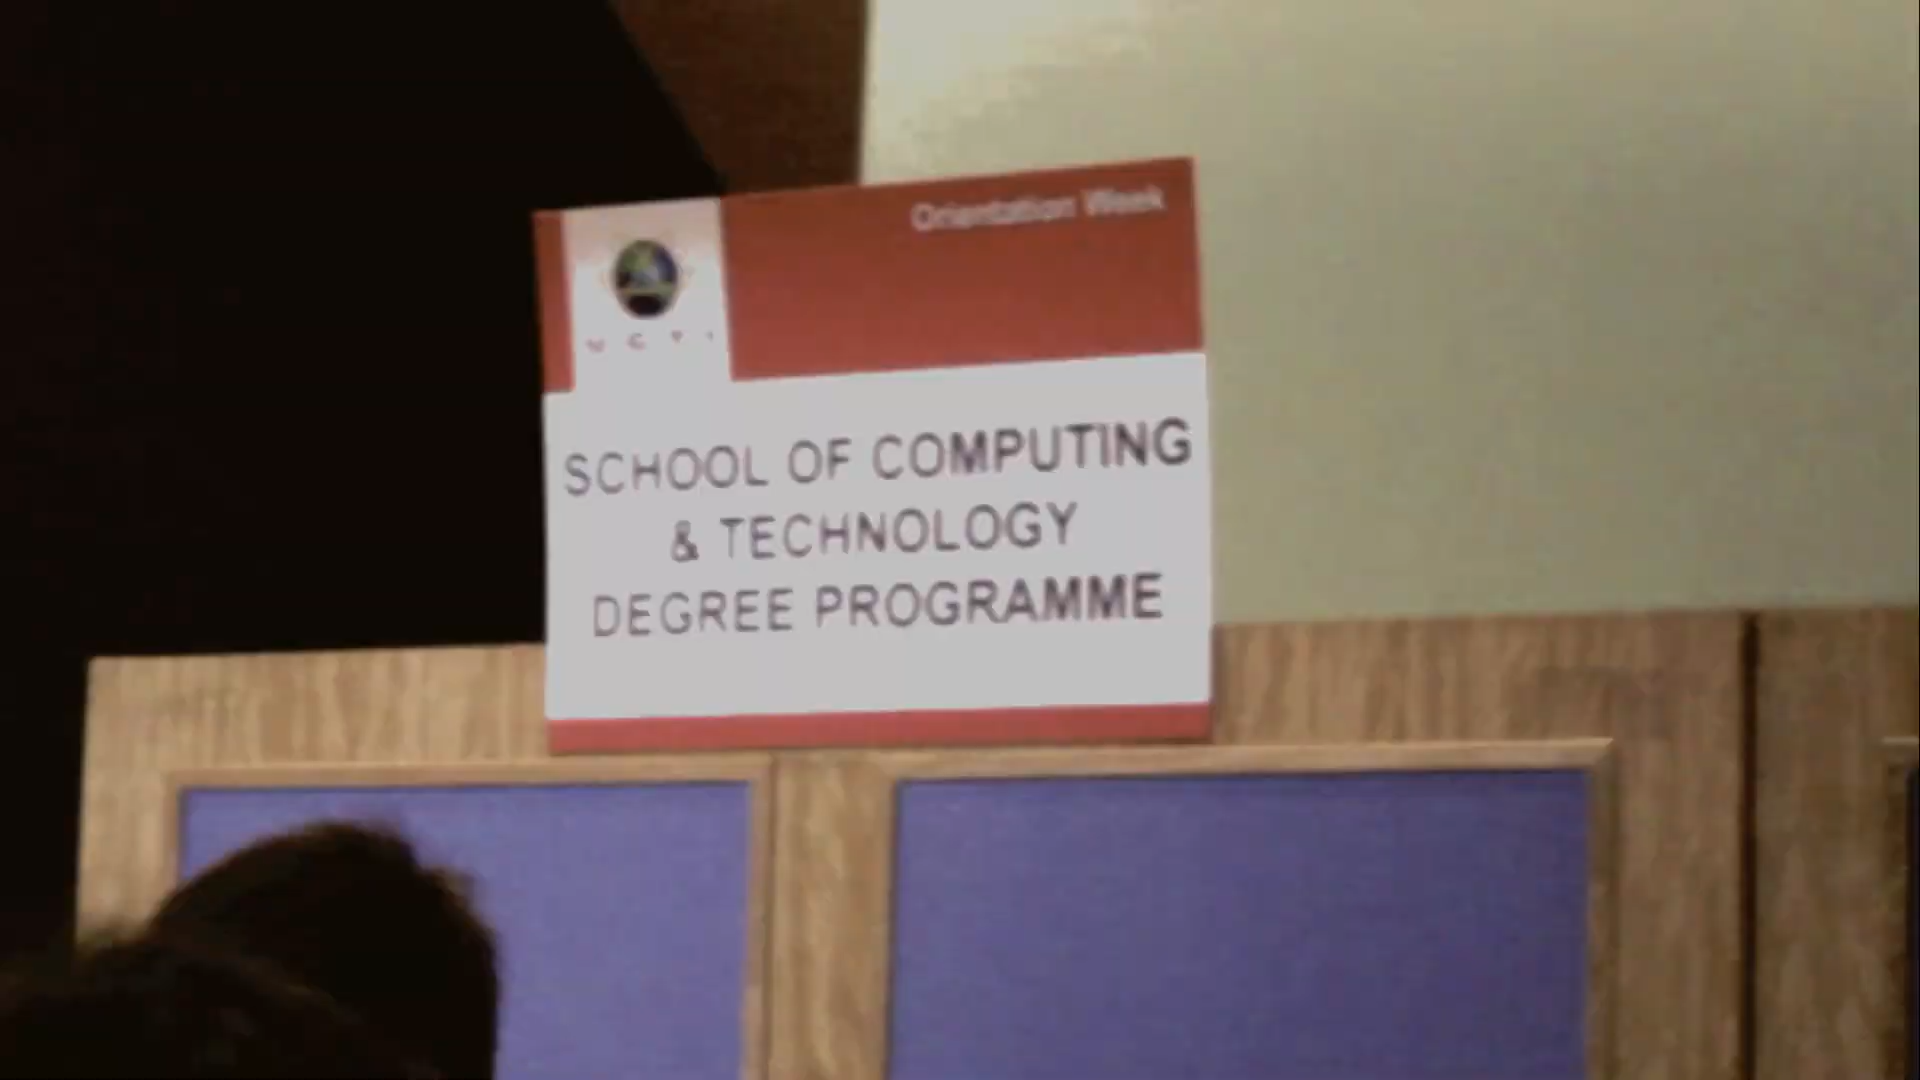 Orientation Week
SCHOOL OF COMPUTING
& TECHNOLOGY
DEGREE PROGRAMME